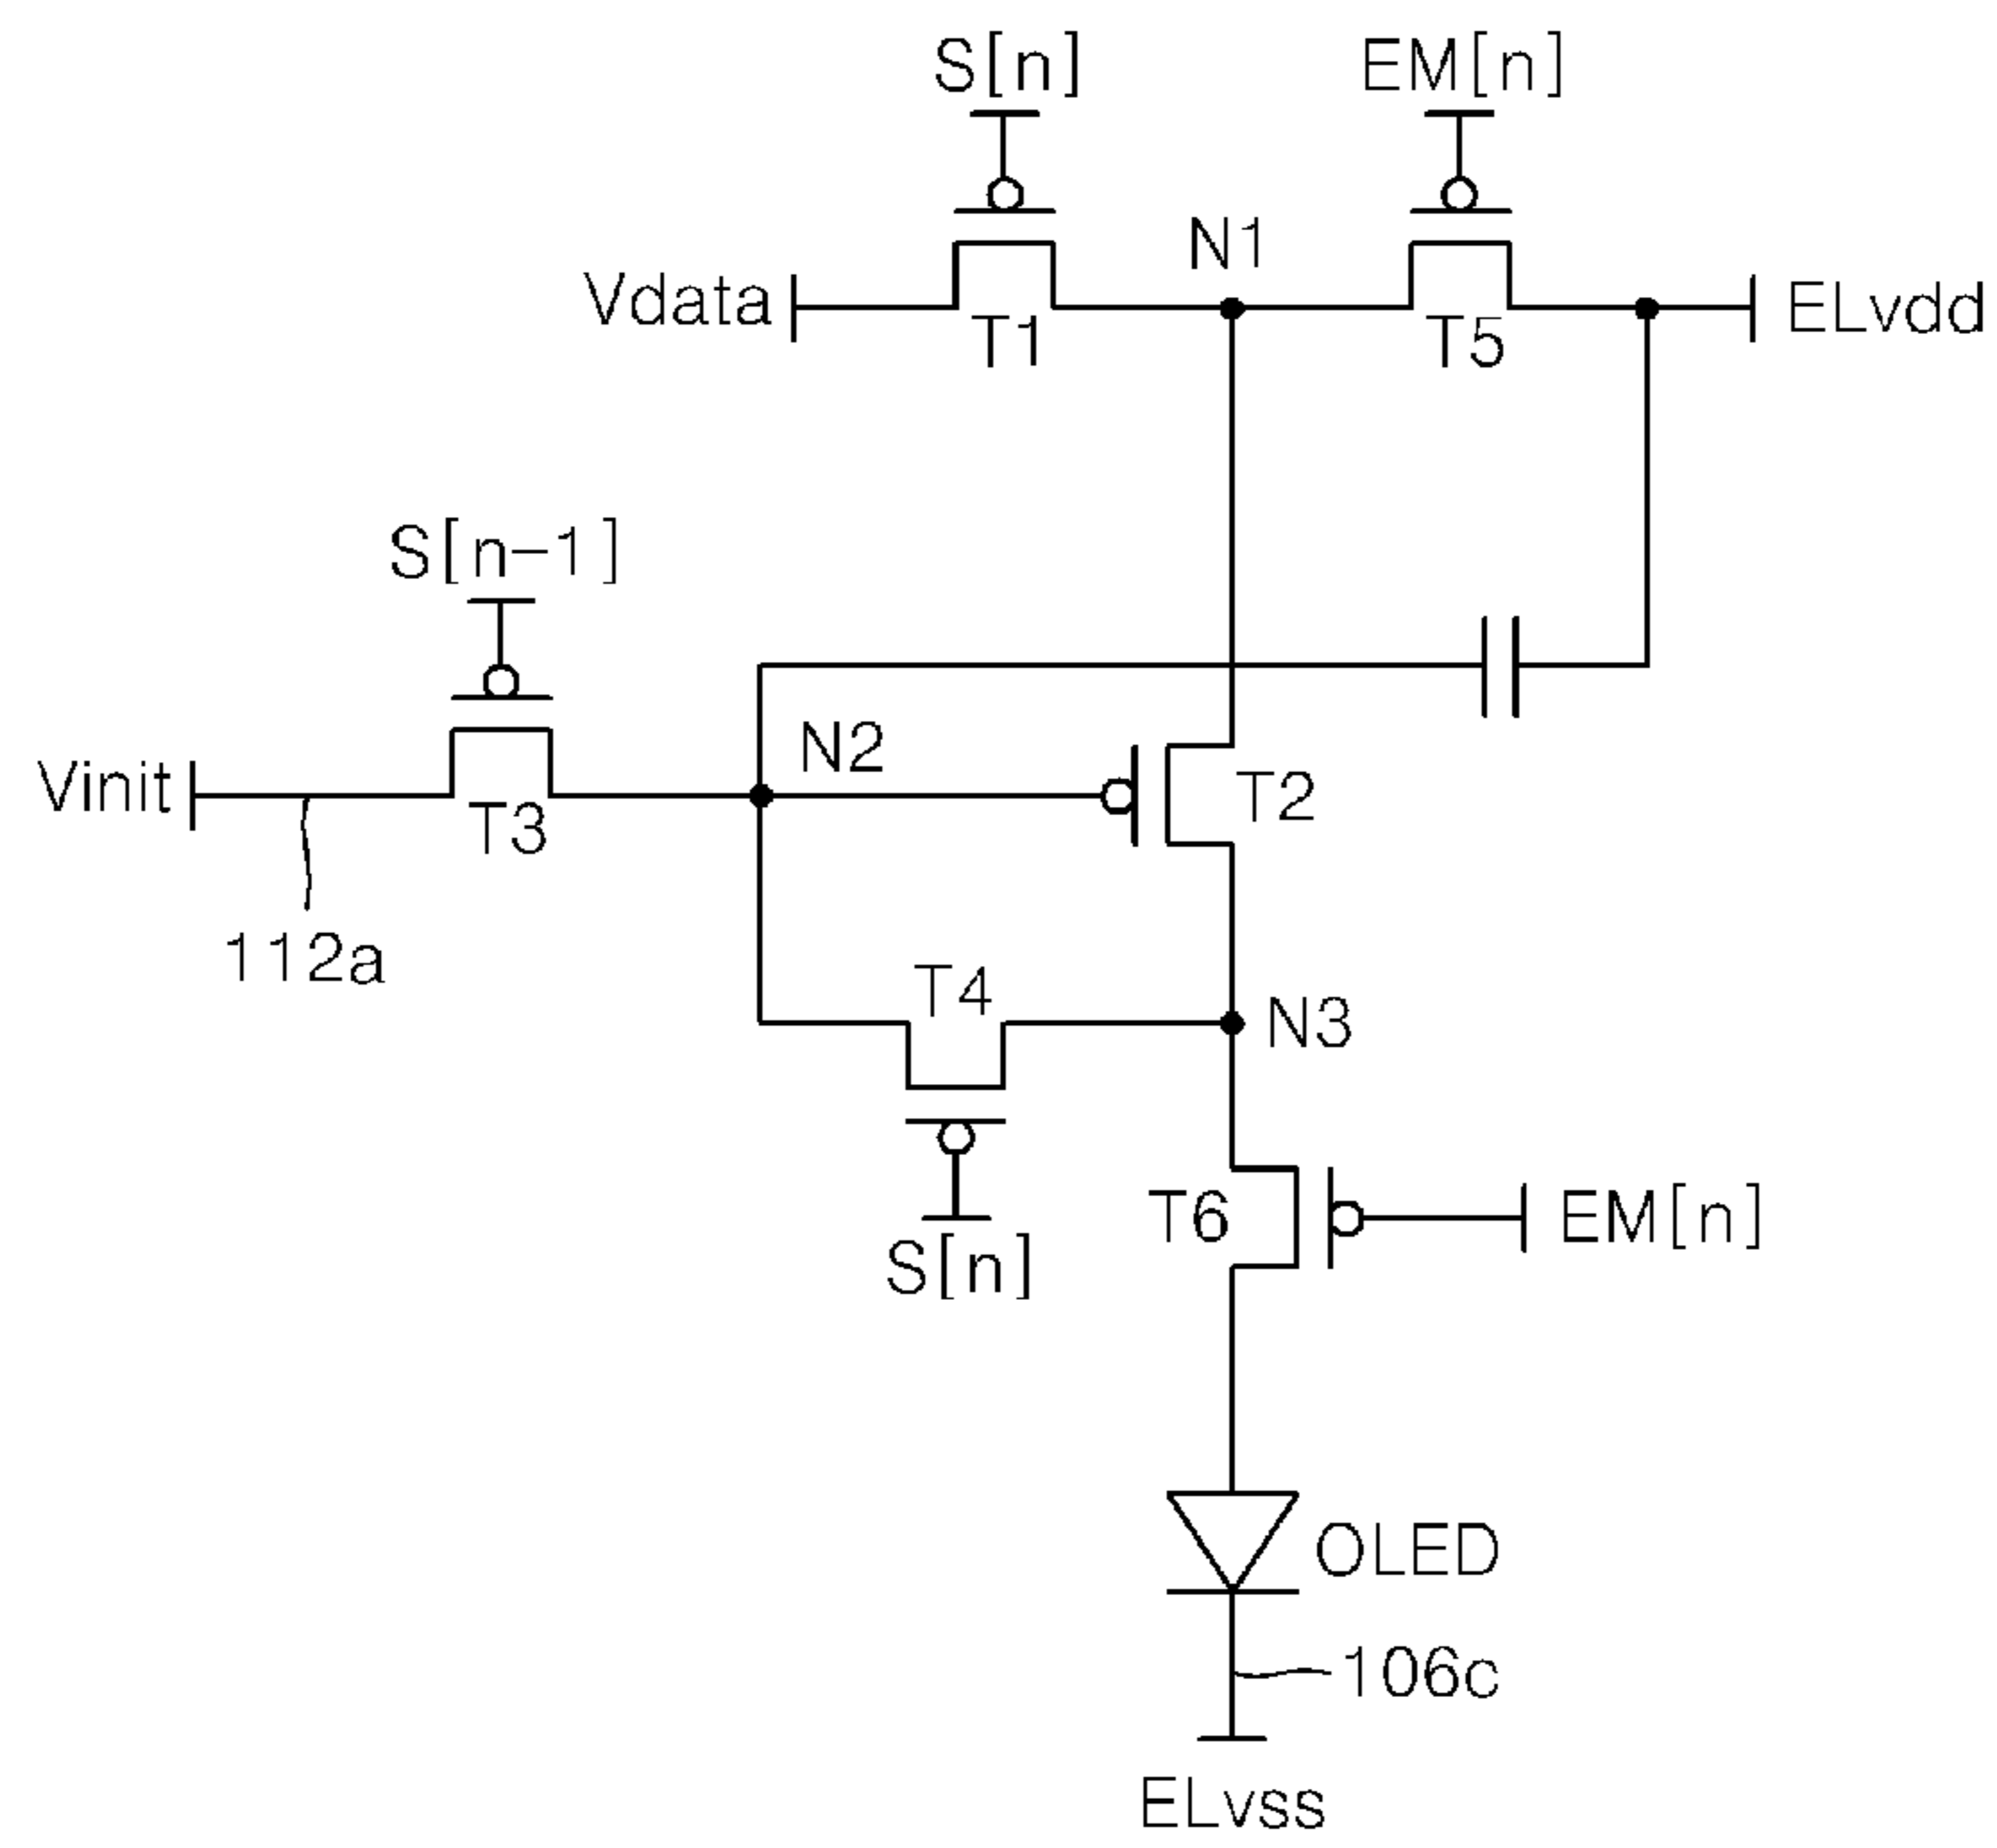 S[n]
EM[n]
N1
Vdata
T1
T5
ELvdd
S[n-1]
N2
Vinit
T3
T2
112a
T4
N3
T6
EM[n]
S[n]
OLED
106c
ELvss